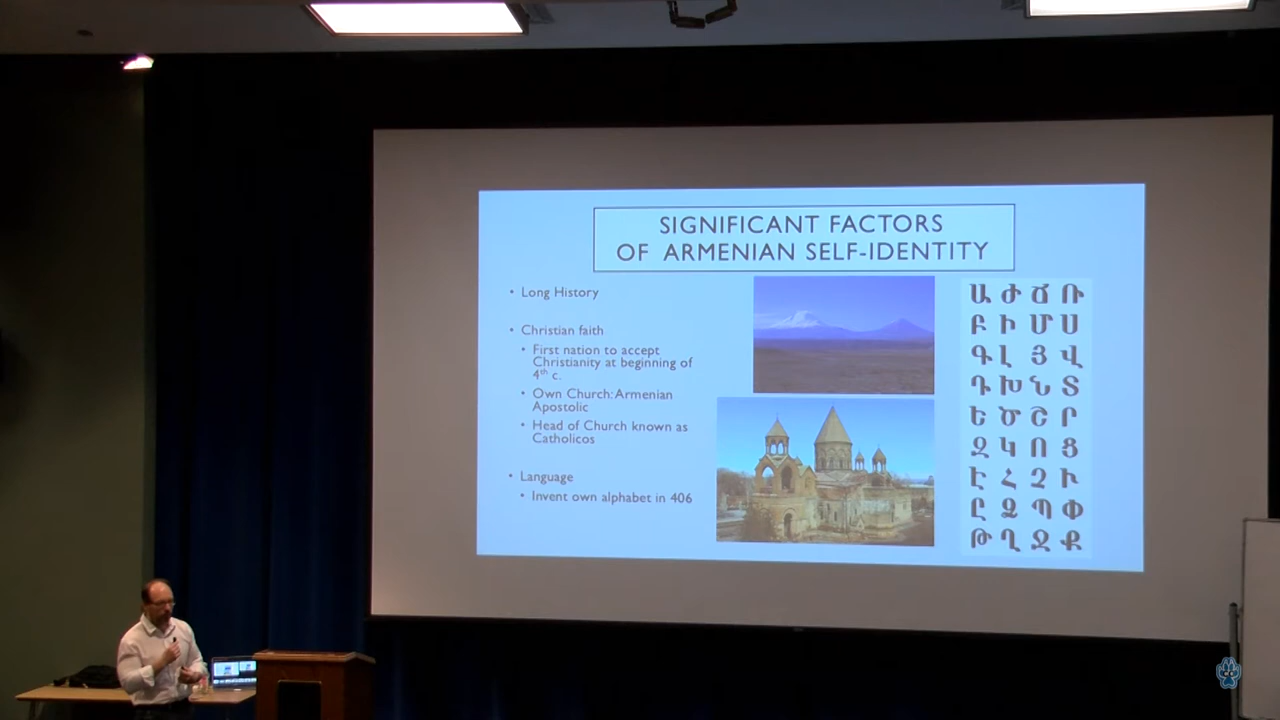 SIGNIFICANT FACTORS
OF ARMENIAN SELF-IDENTITY
• Long History
• Christian faith
• First nation to accept
Christianity at beginning of
4th c.
• Own Church: Armenian
Apostolic
• Head of Church known as
Catholicos
• Language
• Invent own alphabet in 406
Ա Ժ Ճ Ռ
Բ Ի Մ Ս
Գ Լ Յ Վ
Դ Խ Ն Տ
Ե Ծ Շ Ր
Զ Կ Ո Ց
Է Հ Չ Ւ
Ը Ձ Պ Փ
Թ Ղ Ջ Ք